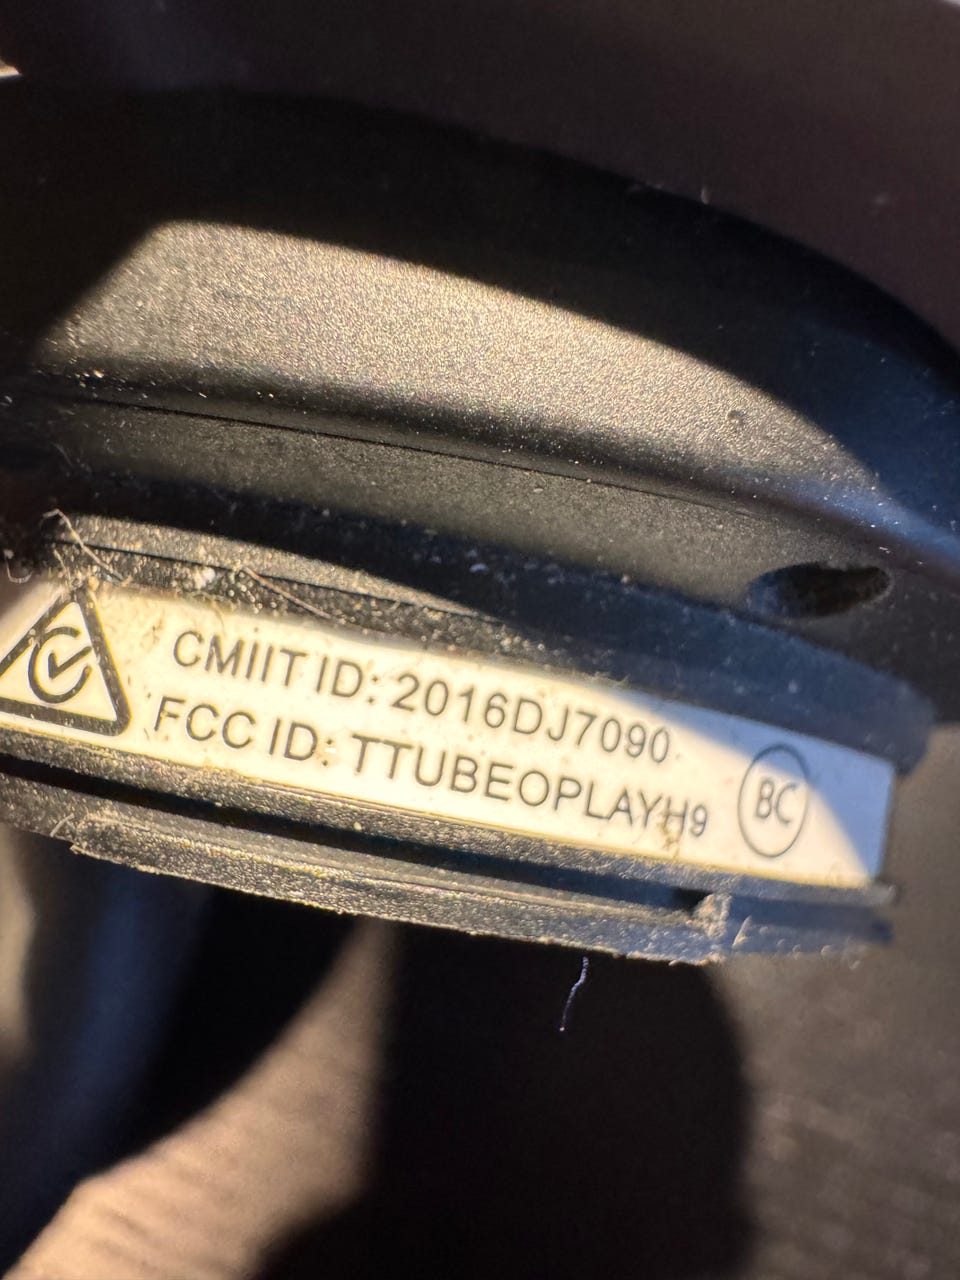 CMIIT ID: 2016DJ7090
FCC ID: TTUBEOPLAYH9
BC